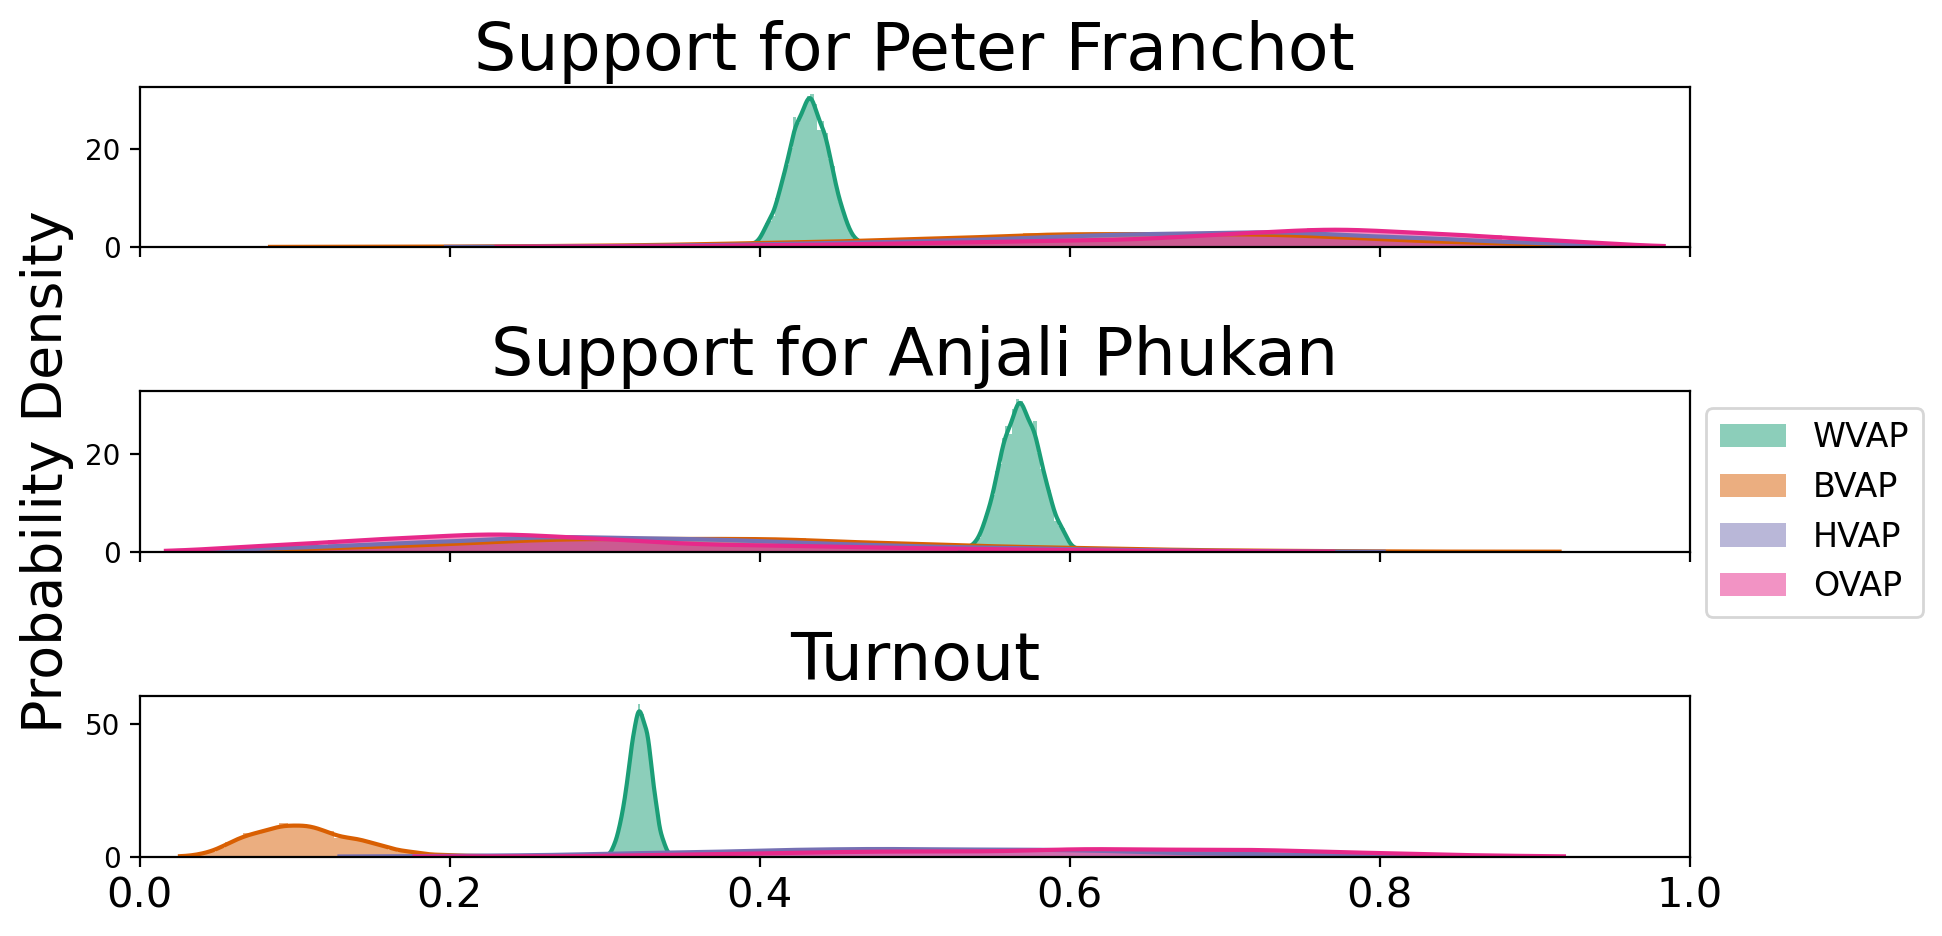 Support for Peter Franchot
20
0
Support for Anjali Phukan
20
0
Turnout
50
0
0.0 0.2 0.4 0.6 0.8 1.0
Probability Density
WVAP
BVAP
HVAP
OVAP